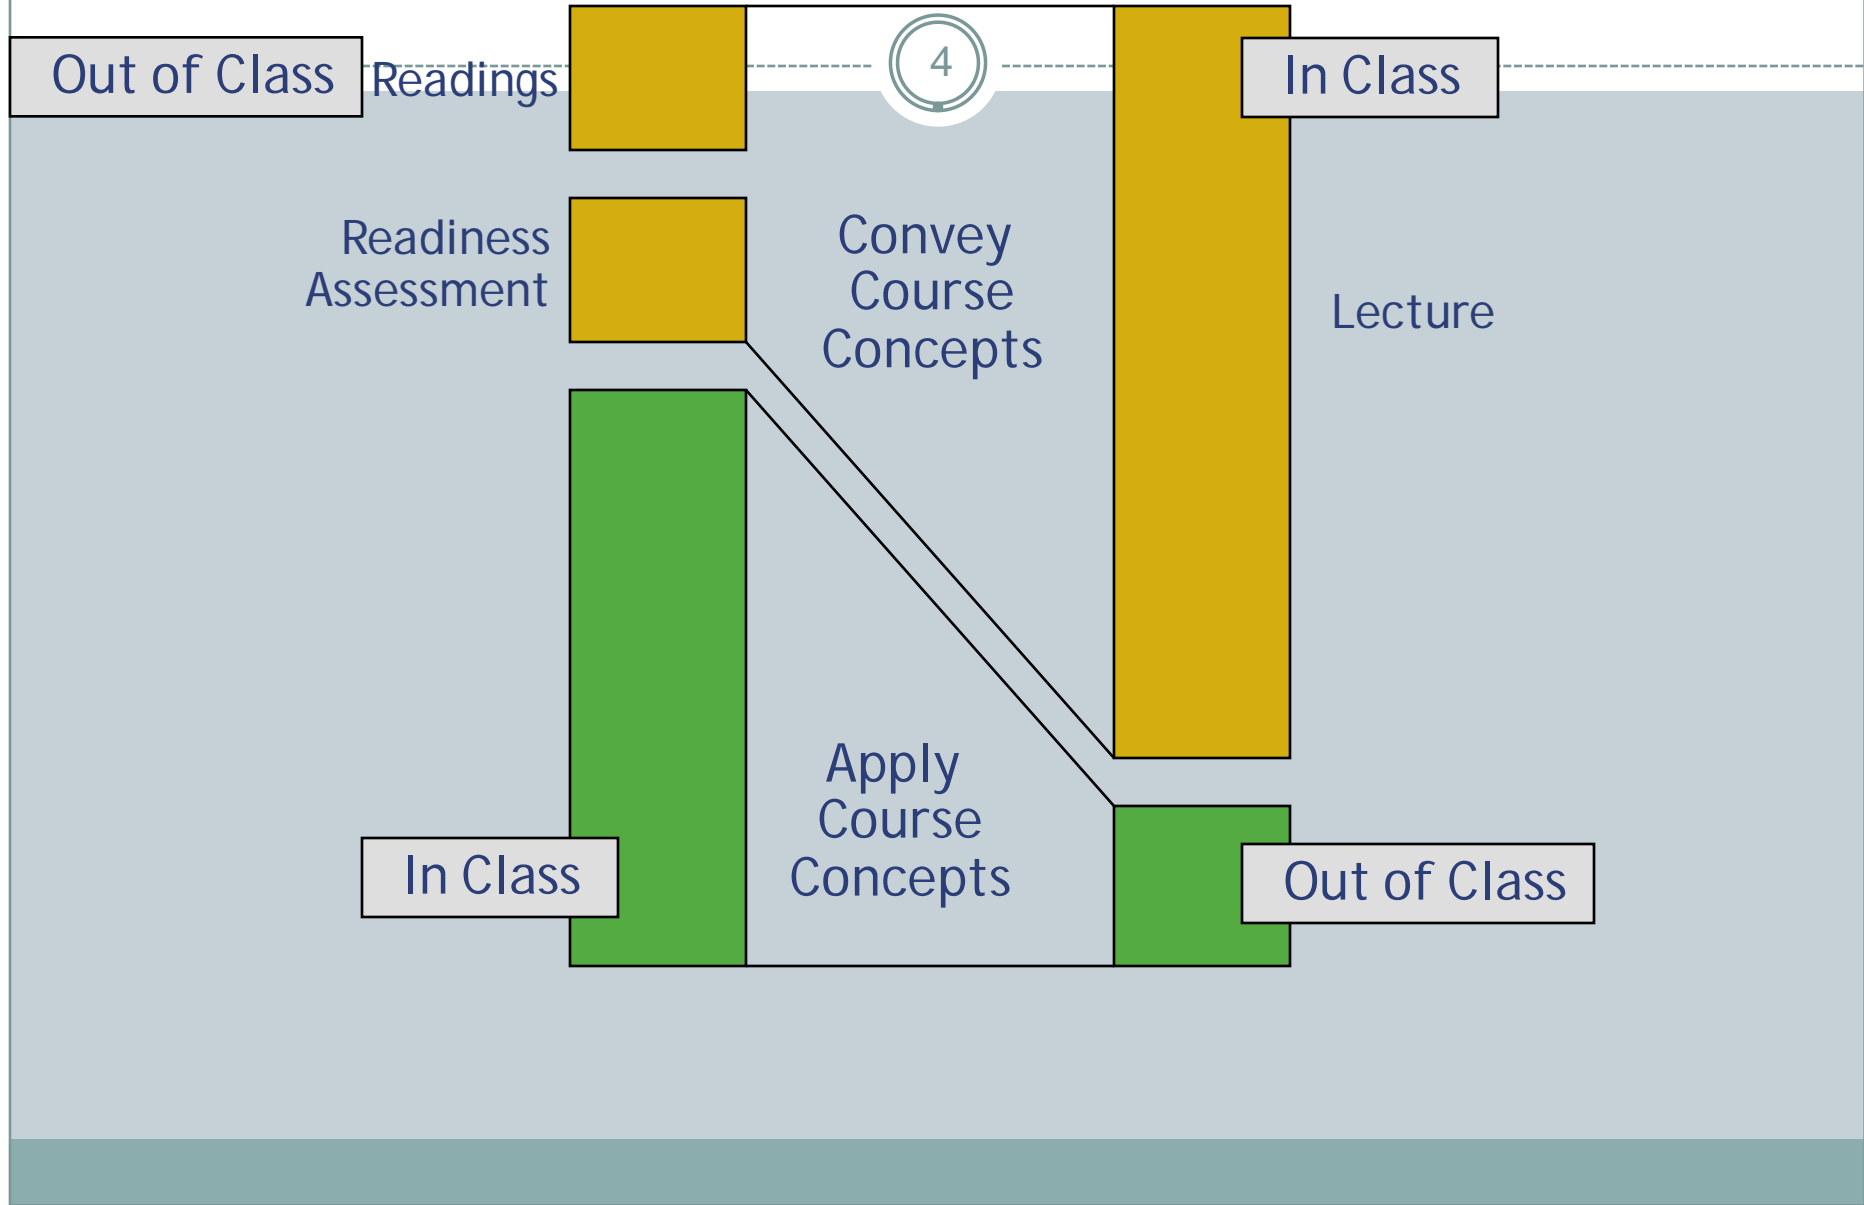 4
Out of Class
Readings
In Class
Readiness
Assessment
Convey
Course
Concepts
Lecture
Apply
Course
Concepts
In Class
Out of Class